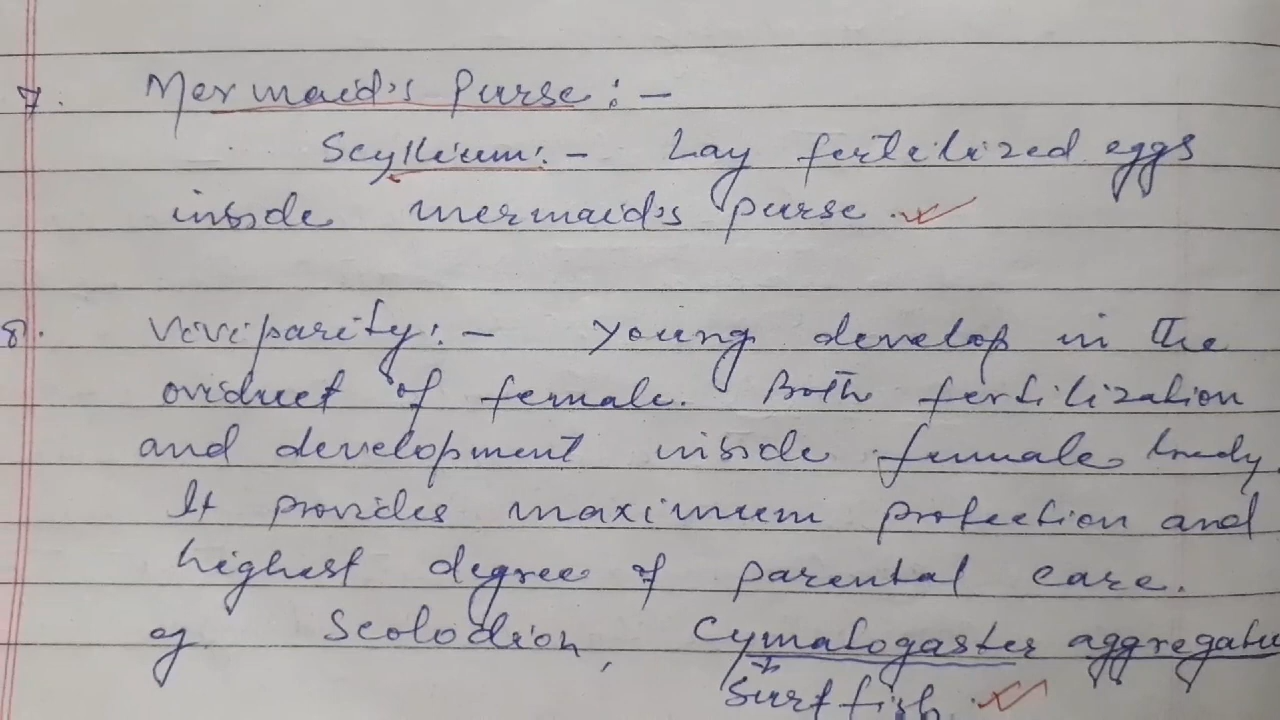 7. Mermaid's Purse :-
Scyllium :- Lay fertilized eggs
inside mermaid's purse.
8. Viviparity :- Young develop in the
oviduct of female. Both fertilization
and development inside female body.
It provides maximum protection and
highest degree of parental care.
eg Scolodion, Cymatogaster aggregatu
Surf fish.